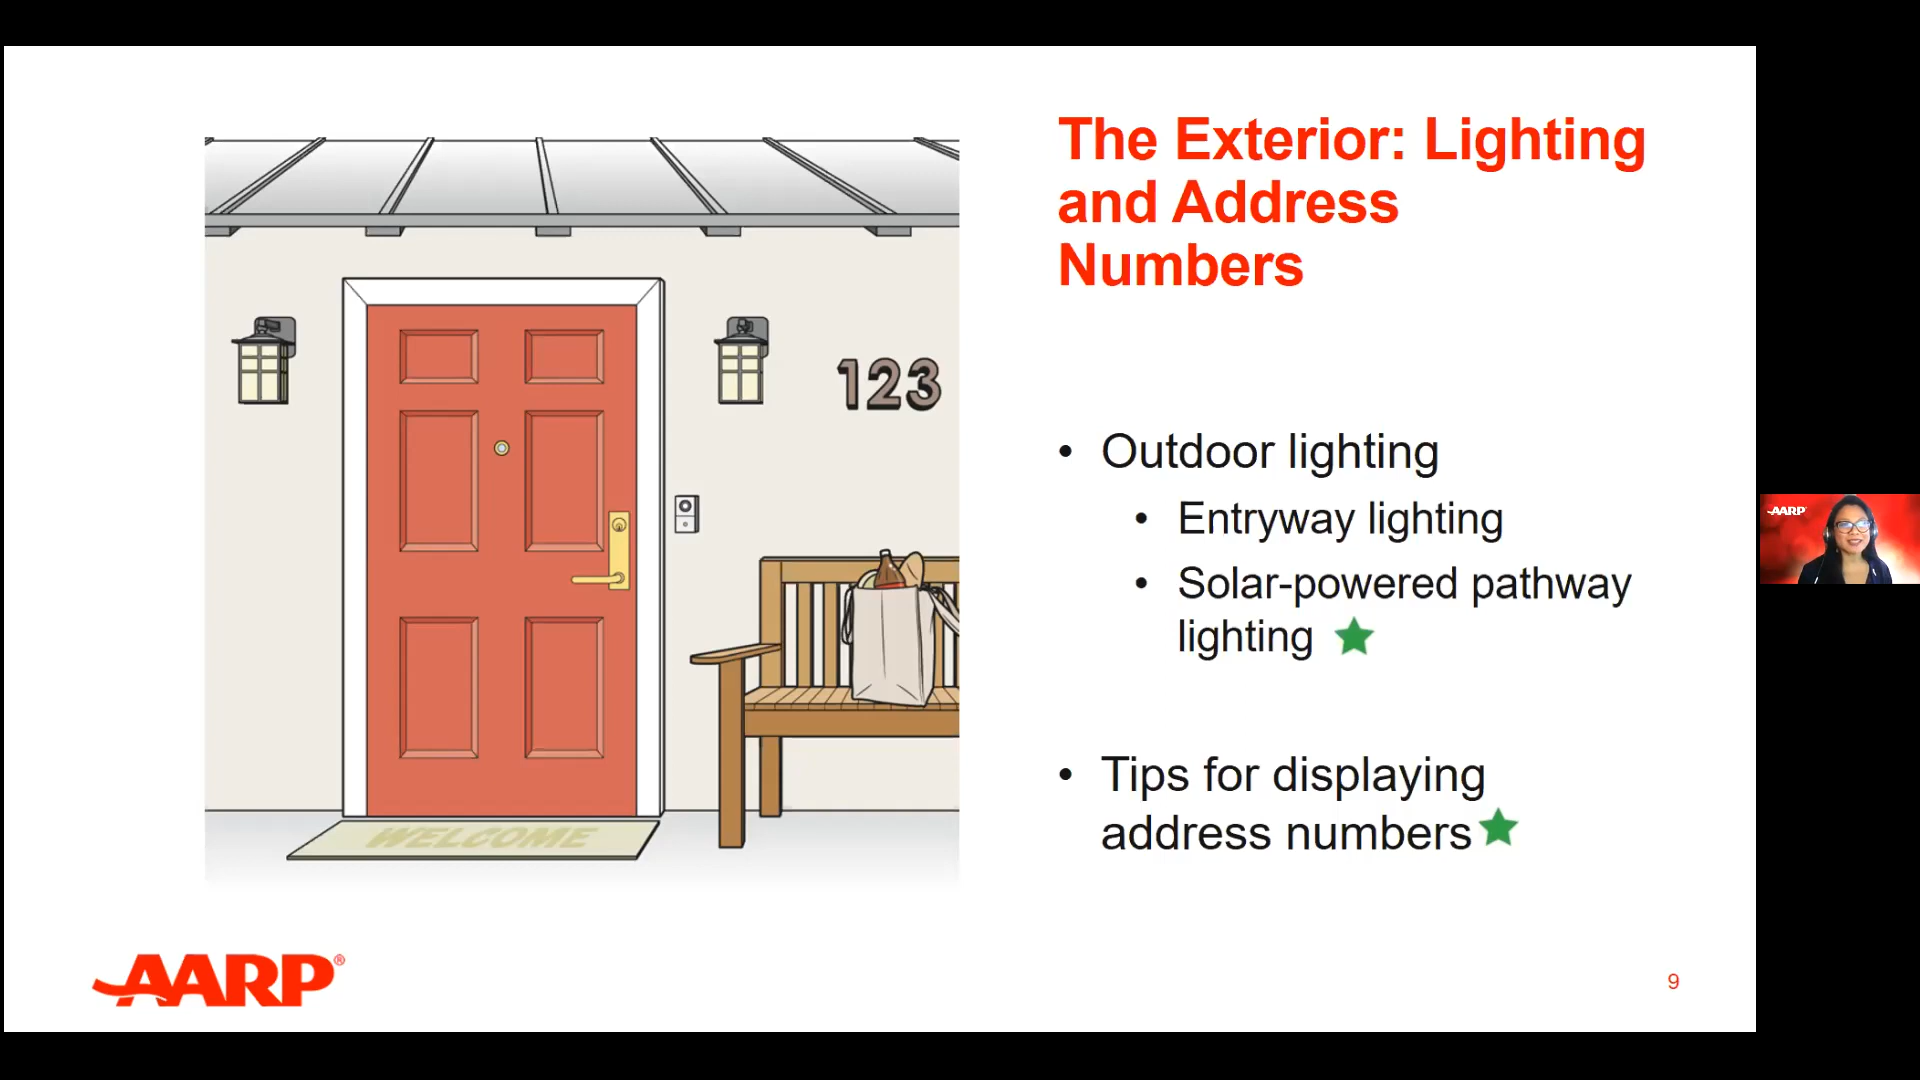 The Exterior: Lighting
and Address
Numbers
123
• Outdoor lighting
• Entryway lighting
• Solar-powered pathway
lighting
• Tips for displaying
address numbers
WELCOME
AARP®
9
AARP